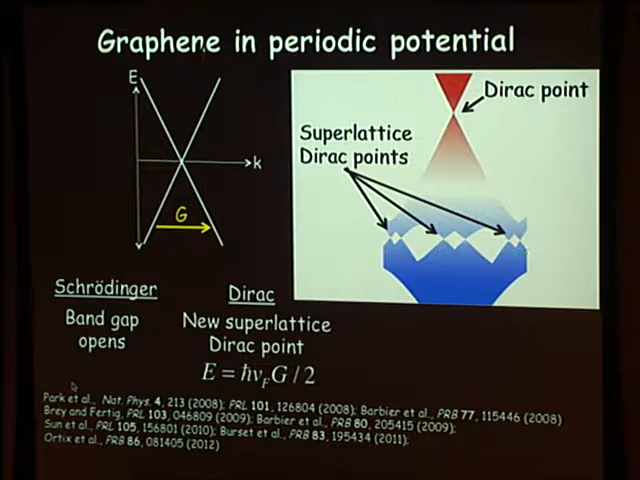 Graphene in periodic potential
E
k
G
Dirac point
Superlattice
Dirac points
Schrödinger
Band gap
opens
Dirac
New superlattice
Dirac point
E = ħv_F G / 2
Park et al., Nat. Phys. 4, 213 (2008); PRL 101, 126804 (2008); Barbier et al., PRB 77, 115446 (2008)
Brey and Fertig, PRL 103, 046809 (2009); Barbier et al., PRB 80, 205415 (2009);
Sun et al., PRL 105, 156801 (2010); Burset et al., PRB 83, 195434 (2011);
Ortix et al., PRB 86, 081405 (2012)